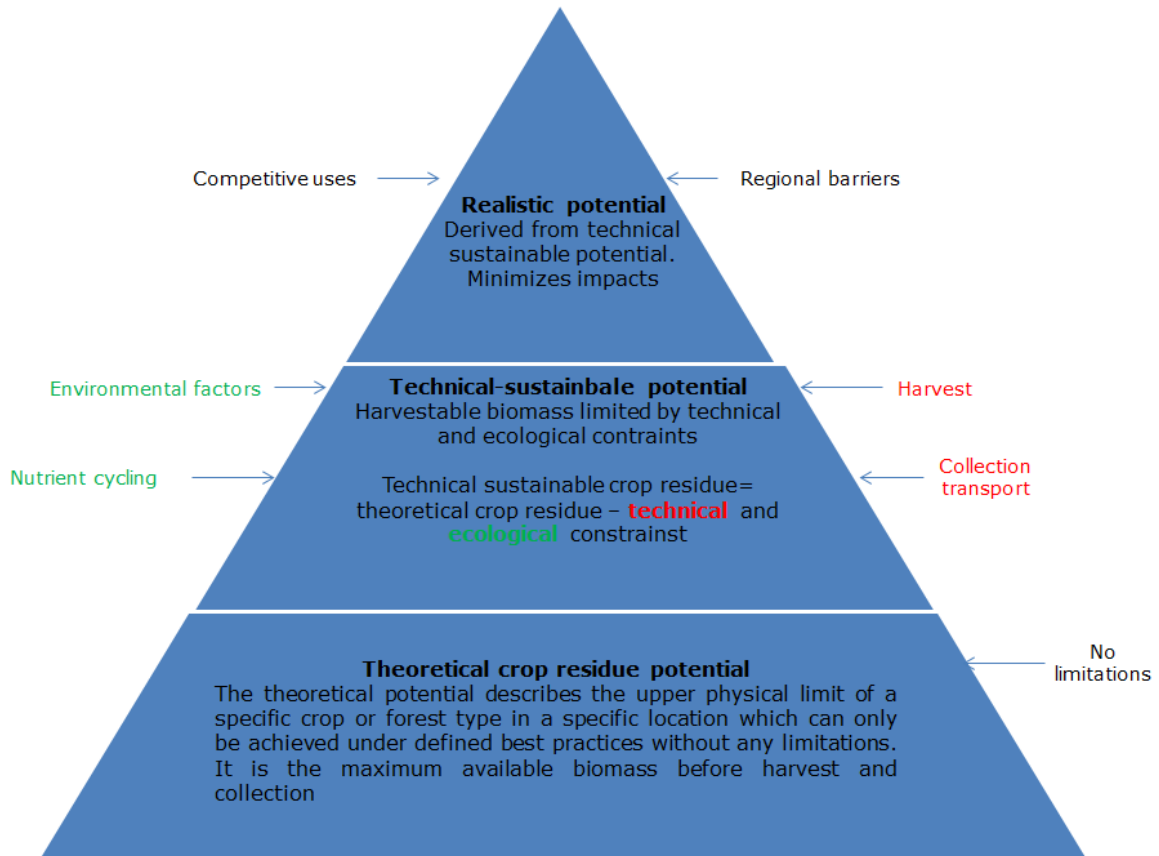 Competitive uses
Regional barriers
Realistic potential
Derived from technical
sustainable potential.
Minimizes impacts
Environmental factors
Harvest
Technical-sustainbale potential
Harvestable biomass limited by technical
and ecological contraints
Nutrient cycling
Collection
transport
Technical sustainable crop residue=
theoretical crop residue – technical and
ecological constrainst
No
limitations
Theoretical crop residue potential
The theoretical potential describes the upper physical limit of a
specific crop or forest type in a specific location which can only
be achieved under defined best practices without any limitations.
It is the maximum available biomass before harvest and
collection